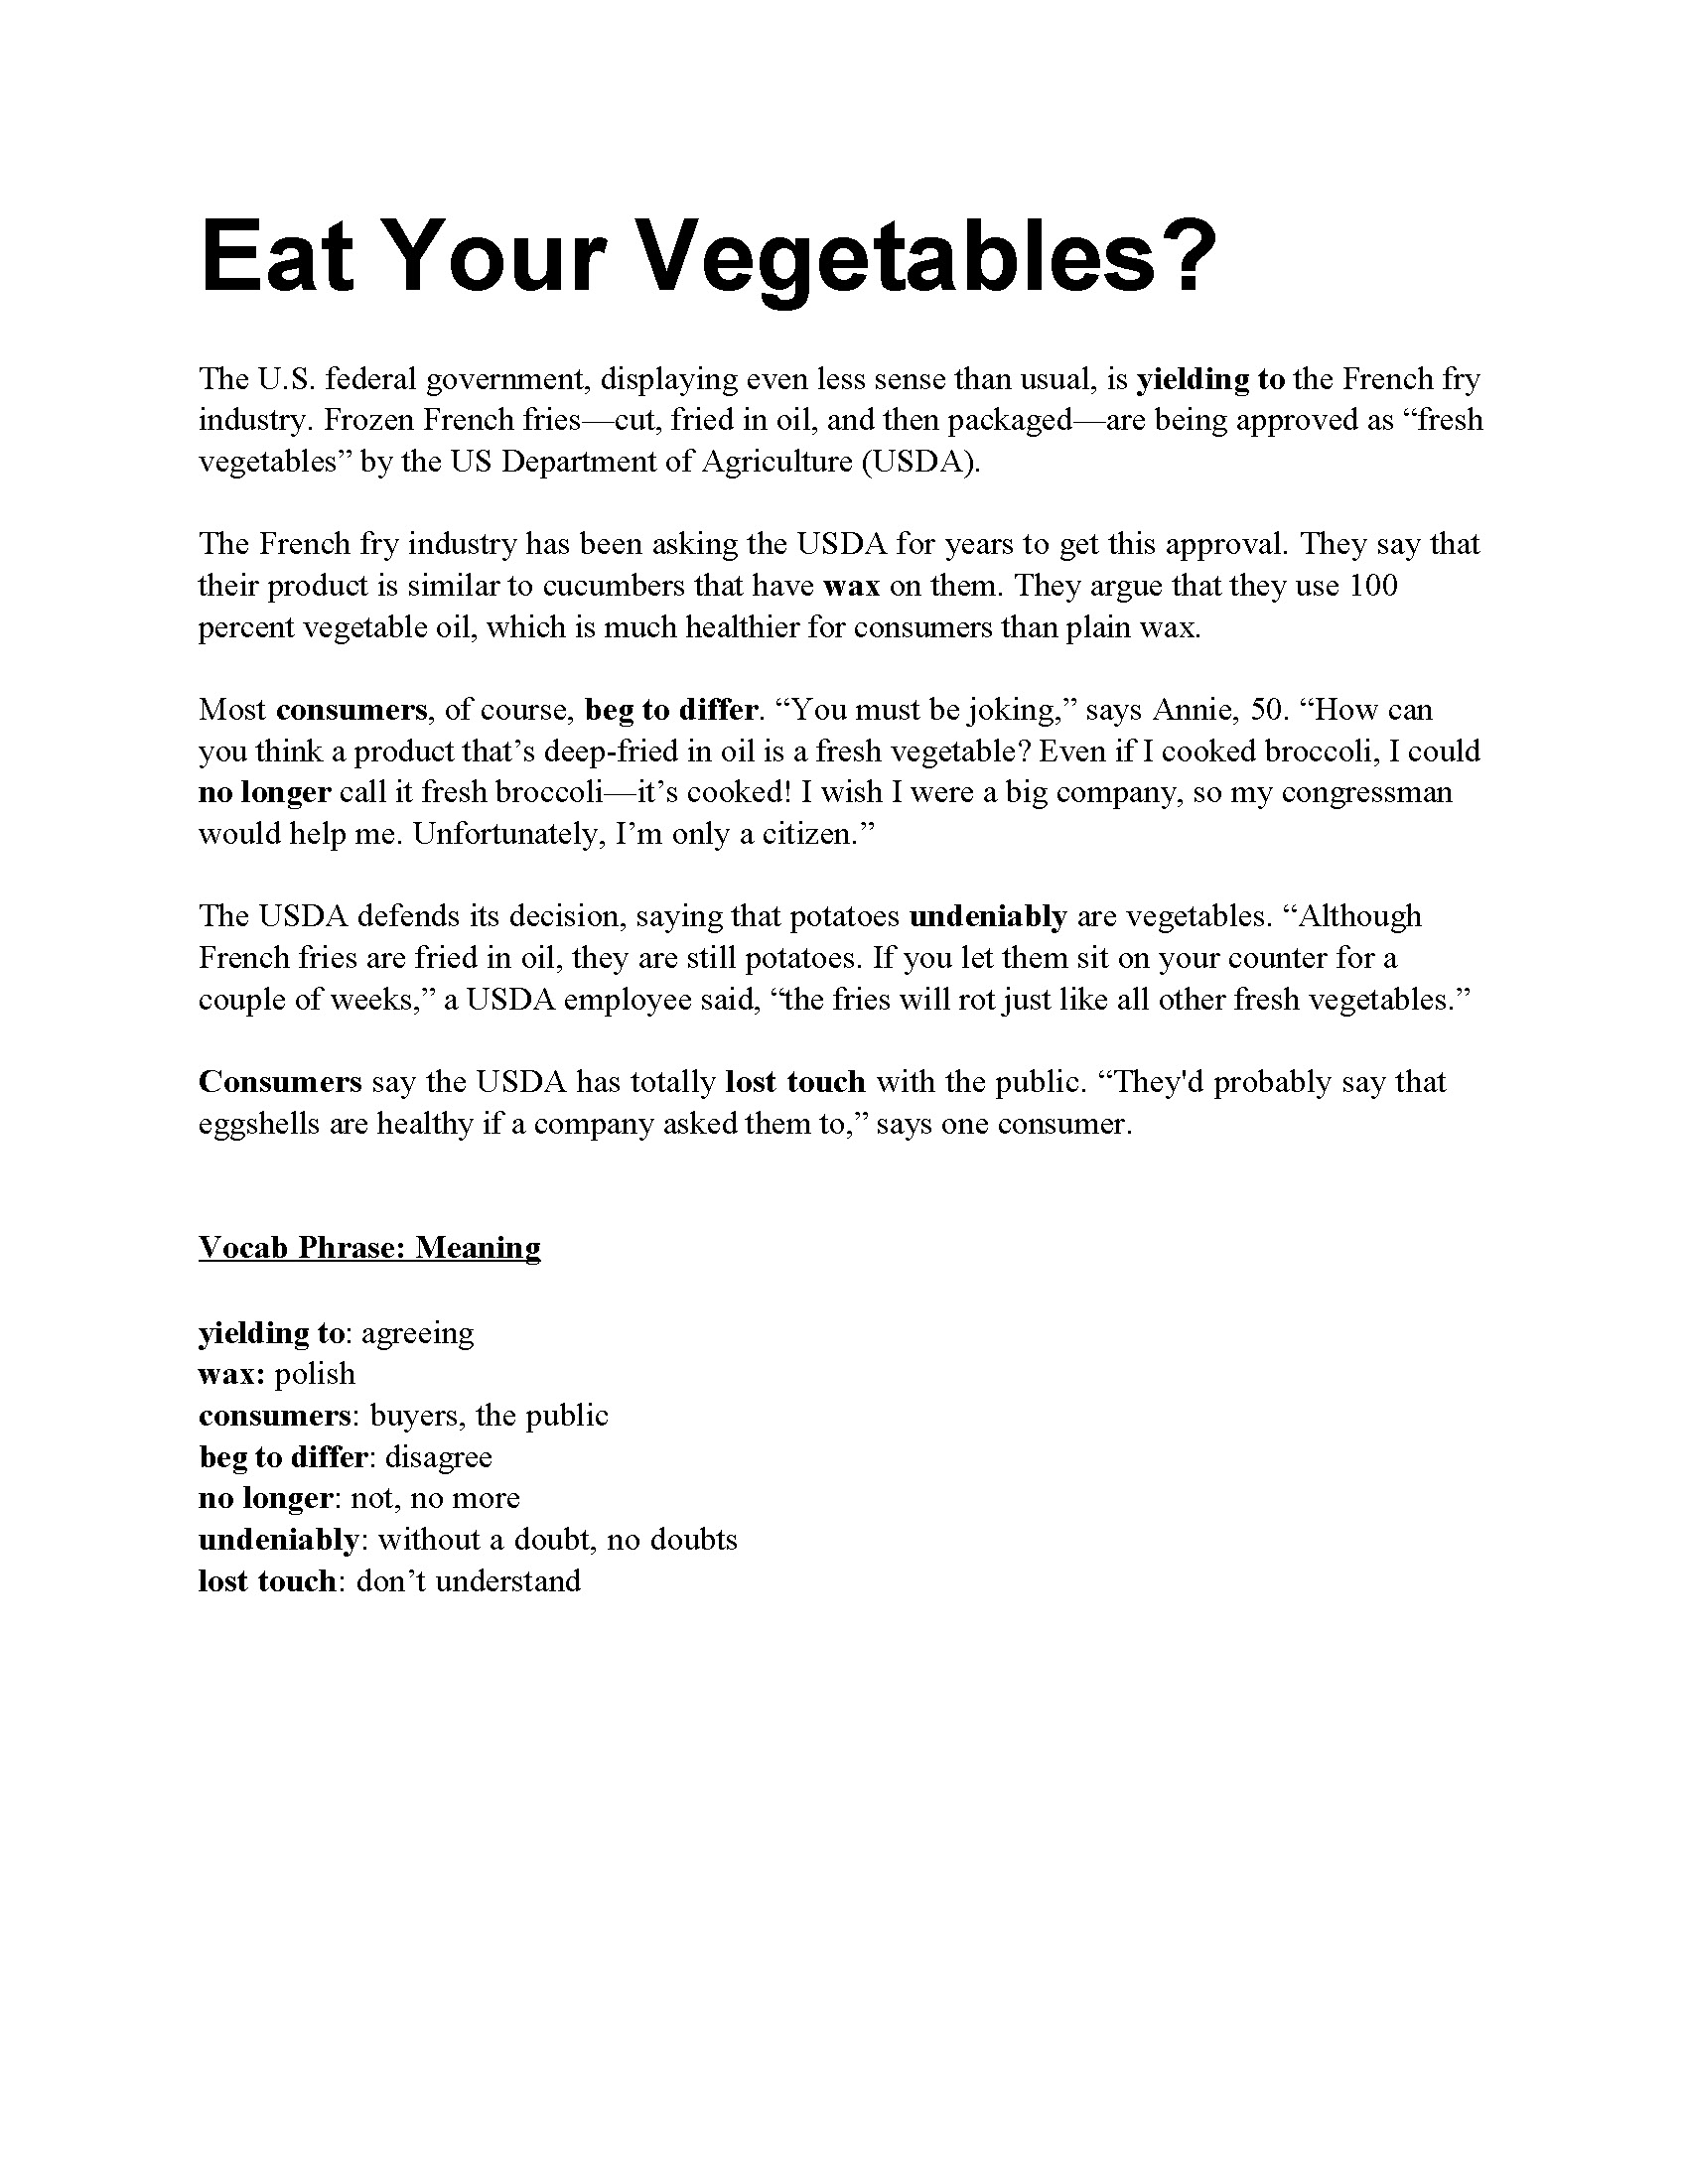 Eat Your Vegetables?
The U.S. federal government, displaying even less sense than usual, is yielding to the French fry
industry. Frozen French fries—cut, fried in oil, and then packaged—are being approved as “fresh
vegetables” by the US Department of Agriculture (USDA).
The French fry industry has been asking the USDA for years to get this approval. They say that
their product is similar to cucumbers that have wax on them. They argue that they use 100
percent vegetable oil, which is much healthier for consumers than plain wax.
Most consumers, of course, beg to differ. “You must be joking,” says Annie, 50. “How can
you think a product that’s deep-fried in oil is a fresh vegetable? Even if I cooked broccoli, I could
no longer call it fresh broccoli—it’s cooked! I wish I were a big company, so my congressman
would help me. Unfortunately, I’m only a citizen.”
The USDA defends its decision, saying that potatoes undeniably are vegetables. “Although
French fries are fried in oil, they are still potatoes. If you let them sit on your counter for a
couple of weeks,” a USDA employee said, “the fries will rot just like all other fresh vegetables.”
Consumers say the USDA has totally lost touch with the public. “They'd probably say that
eggshells are healthy if a company asked them to,” says one consumer.
Vocab Phrase: Meaning
yielding to: agreeing
wax: polish
consumers: buyers, the public
beg to differ: disagree
no longer: not, no more
undeniably: without a doubt, no doubts
lost touch: don’t understand